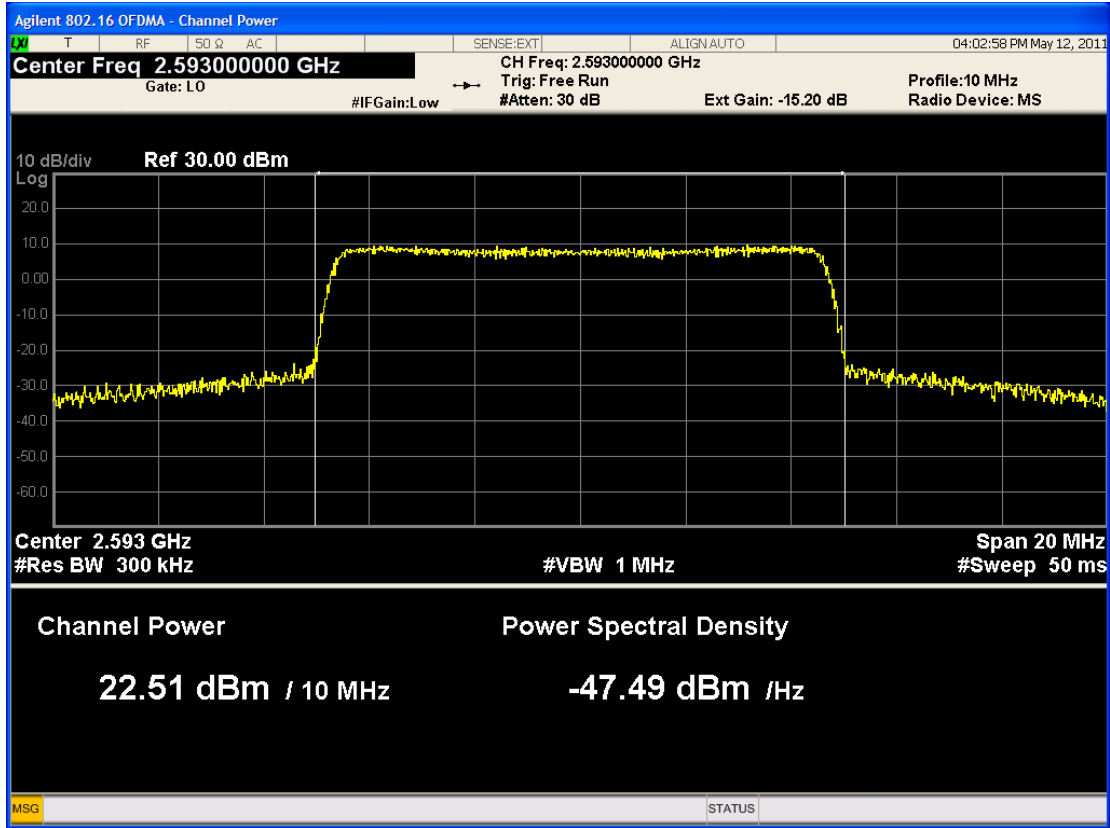 Agilent 802.16 OFDMA - Channel Power
LXI T RF 50 Ω AC SENSE:EXT ALIGN AUTO 04:02:58 PM May 12, 2011
Center Freq 2.593000000 GHz CH Freq: 2.593000000 GHz
Gate: LO Trig: Free Run Profile:10 MHz
#IFGain:Low #Atten: 30 dB Ext Gain: -15.20 dB Radio Device: MS
10 dB/div Ref 30.00 dBm
Log
20.0
10.0
0.00
-10.0
-20.0
-30.0
-40.0
-50.0
-60.0
Center 2.593 GHz Span 20 MHz
#Res BW 300 kHz #VBW 1 MHz #Sweep 50 ms
Channel Power Power Spectral Density
22.51 dBm / 10 MHz -47.49 dBm /Hz
MSG STATUS